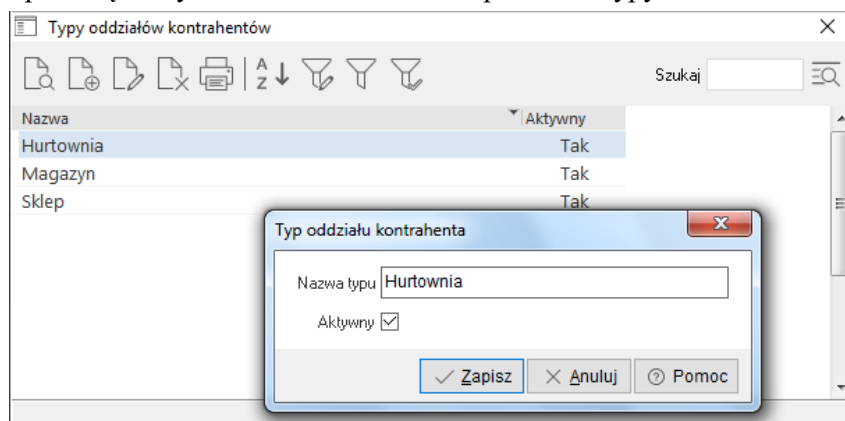 Typy oddziałów kontrahentów
A
Z
Szukaj
Nazwa Aktywny
Hurtownia Tak
Magazyn Tak
Sklep Tak
Typ oddziału kontrahenta
Nazwa typu Hurtownia
Aktywny
Zapisz Anuluj Pomoc